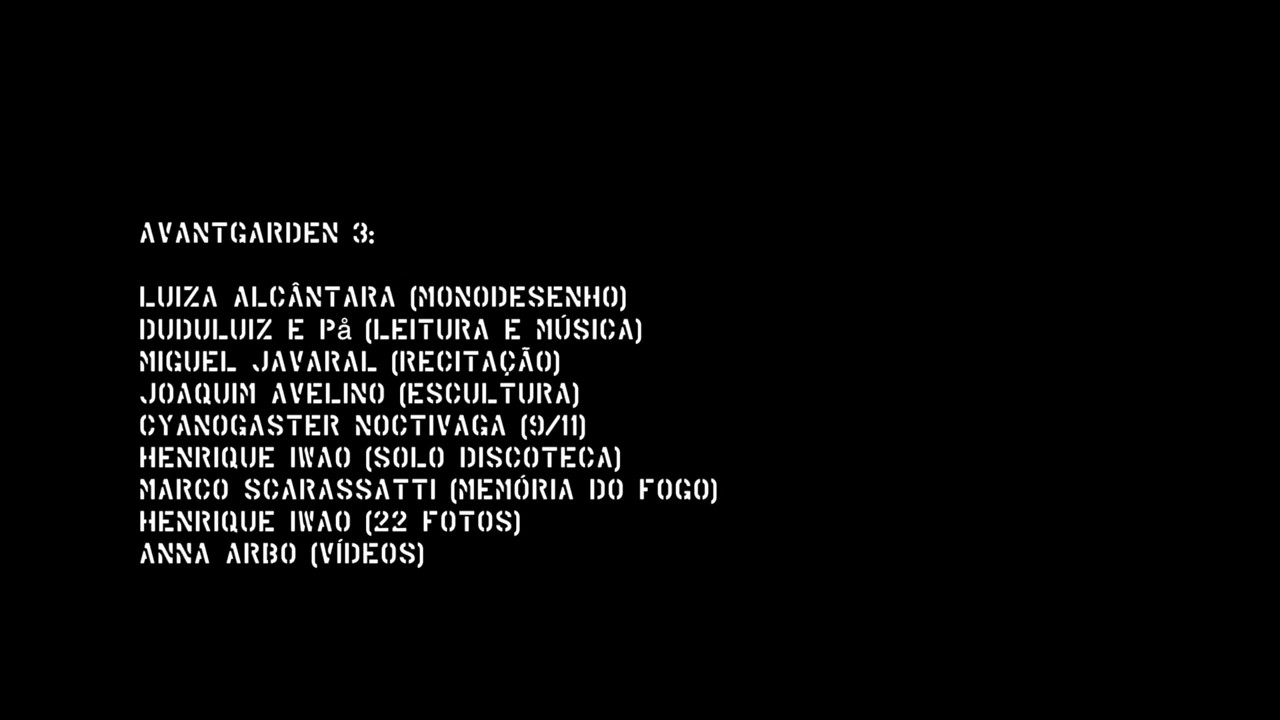 AVANTGARDEN 3:
LUIZA ALCÂNTARA (MONODESENHO)
DUDULUIZ E På (LEITURA E MÚSICA)
MIGUEL JAVARAL (RECITAÇÃO)
JOAQUIM AVELINO (ESCULTURA)
CYANOGASTER NOCTIVAGA (9/11)
HENRIQUE IWAO (SOLO DISCOTECA)
MARCO SCARASSATTI (MEMÓRIA DO FOGO)
HENRIQUE IWAO (22 FOTOS)
ANNA ARBO (VÍDEOS)